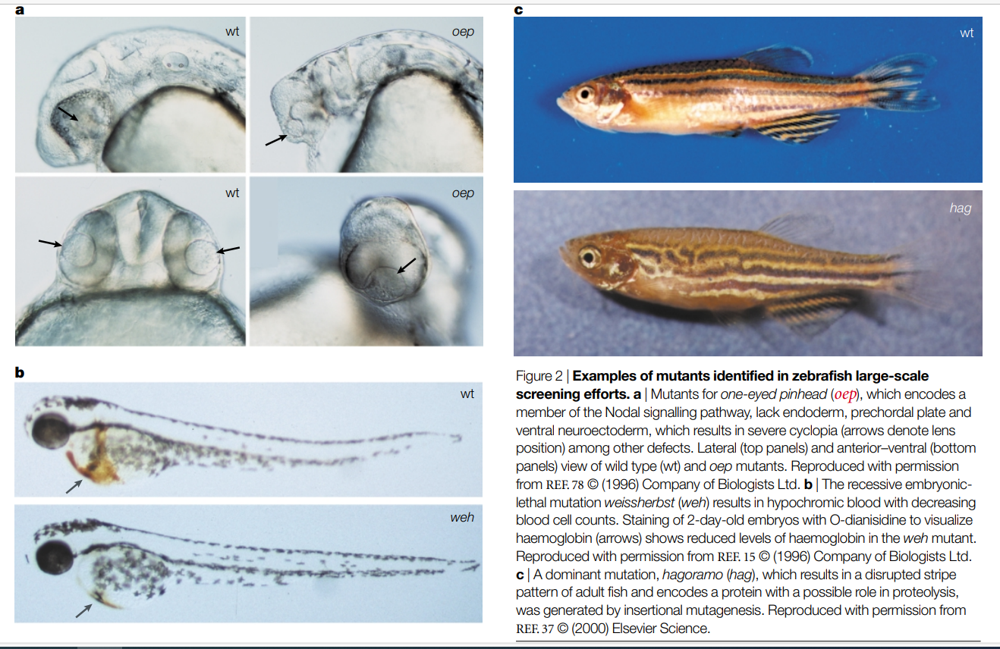 a
wt
oep
wt
oep
b
wt
weh
c
wt
hag
Figure 2 | Examples of mutants identified in zebrafish large-scale
screening efforts. a | Mutants for one-eyed pinhead (oep), which encodes a
member of the Nodal signalling pathway, lack endoderm, prechordal plate and
ventral neuroectoderm, which results in severe cyclopia (arrows denote lens
position) among other defects. Lateral (top panels) and anterior–ventral (bottom
panels) view of wild type (wt) and oep mutants. Reproduced with permission
from REF. 78 © (1996) Company of Biologists Ltd. b | The recessive embryonic-
lethal mutation weissherbst (weh) results in hypochromic blood with decreasing
blood cell counts. Staining of 2-day-old embryos with O-dianisidine to visualize
haemoglobin (arrows) shows reduced levels of haemoglobin in the weh mutant.
Reproduced with permission from REF. 15 © (1996) Company of Biologists Ltd.
c | A dominant mutation, hagoramo (hag), which results in a disrupted stripe
pattern of adult fish and encodes a protein with a possible role in proteolysis,
was generated by insertional mutagenesis. Reproduced with permission from
REF. 37 © (2000) Elsevier Science.